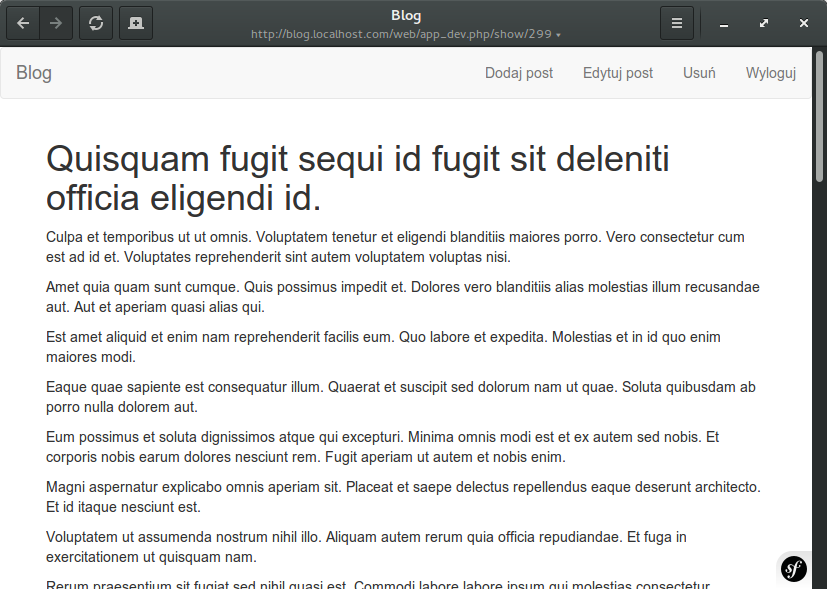 Blog
http://blog.localhost.com/web/app_dev.php/show/299
Blog
Dodaj post
Edytuj post
Usuń
Wyloguj
Quisquam fugit sequi id fugit sit deleniti
officia eligendi id.
Culpa et temporibus ut ut omnis. Voluptatem tenetur et eligendi blanditiis maiores porro. Vero consectetur cum
est ad id et. Voluptates reprehenderit sint autem voluptatem voluptas nisi.
Amet quia quam sunt cumque. Quis possimus impedit et. Dolores vero blanditiis alias molestias illum recusandae
aut. Aut et aperiam quasi alias qui.
Est amet aliquid et enim nam reprehenderit facilis eum. Quo labore et expedita. Molestias et in id quo enim
maiores modi.
Eaque quae sapiente est consequatur illum. Quaerat et suscipit sed dolorum nam ut quae. Soluta quibusdam ab
porro nulla dolorem aut.
Eum possimus et soluta dignissimos atque qui excepturi. Minima omnis modi est et ex autem sed nobis. Et
corporis nobis earum dolores nesciunt rem. Fugit aperiam ut autem et nobis enim.
Magni aspernatur explicabo omnis aperiam sit. Placeat et saepe delectus repellendus eaque deserunt architecto.
Et id itaque nesciunt est.
Voluptatem ut assumenda nostrum nihil illo. Aliquam autem rerum quia officia repudiandae. Et fuga in
exercitationem ut quisquam nam.
Rerum praesentium sit fugiat sed nihil quasi est. Commodi labore labore ipsum qui molestias consectetur
sf